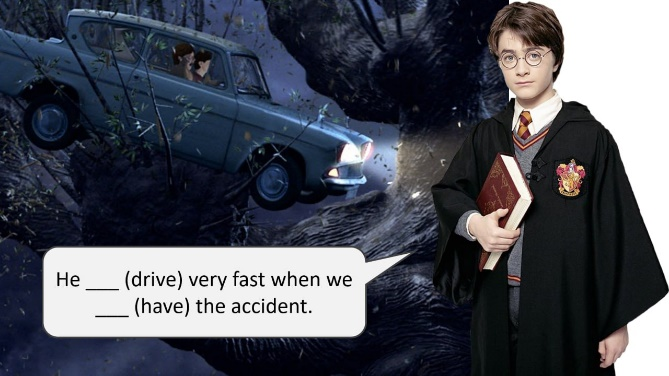 He ___ (drive) very fast when we
___ (have) the accident.